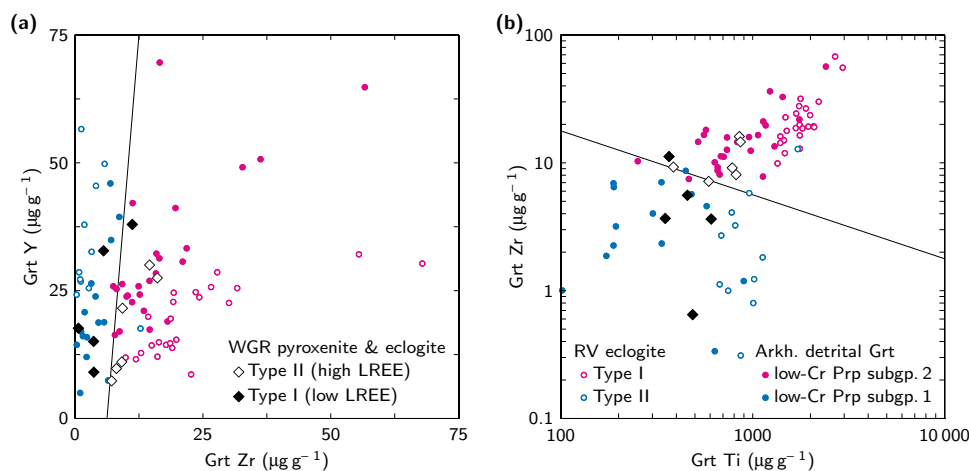 (a)
75
50
25
0
Grt Y (µg g⁻¹)
WGR pyroxenite & eclogite
Type II (high LREE)
Type I (low LREE)
0 25 50 75
Grt Zr (µg g⁻¹)
(b)
100
10
1
0.1
Grt Zr (µg g⁻¹)
RV eclogite
Type I
Type II
Arkh. detrital Grt
low-Cr Prp subgp. 2
low-Cr Prp subgp. 1
100 1000 10 000
Grt Ti (µg g⁻¹)